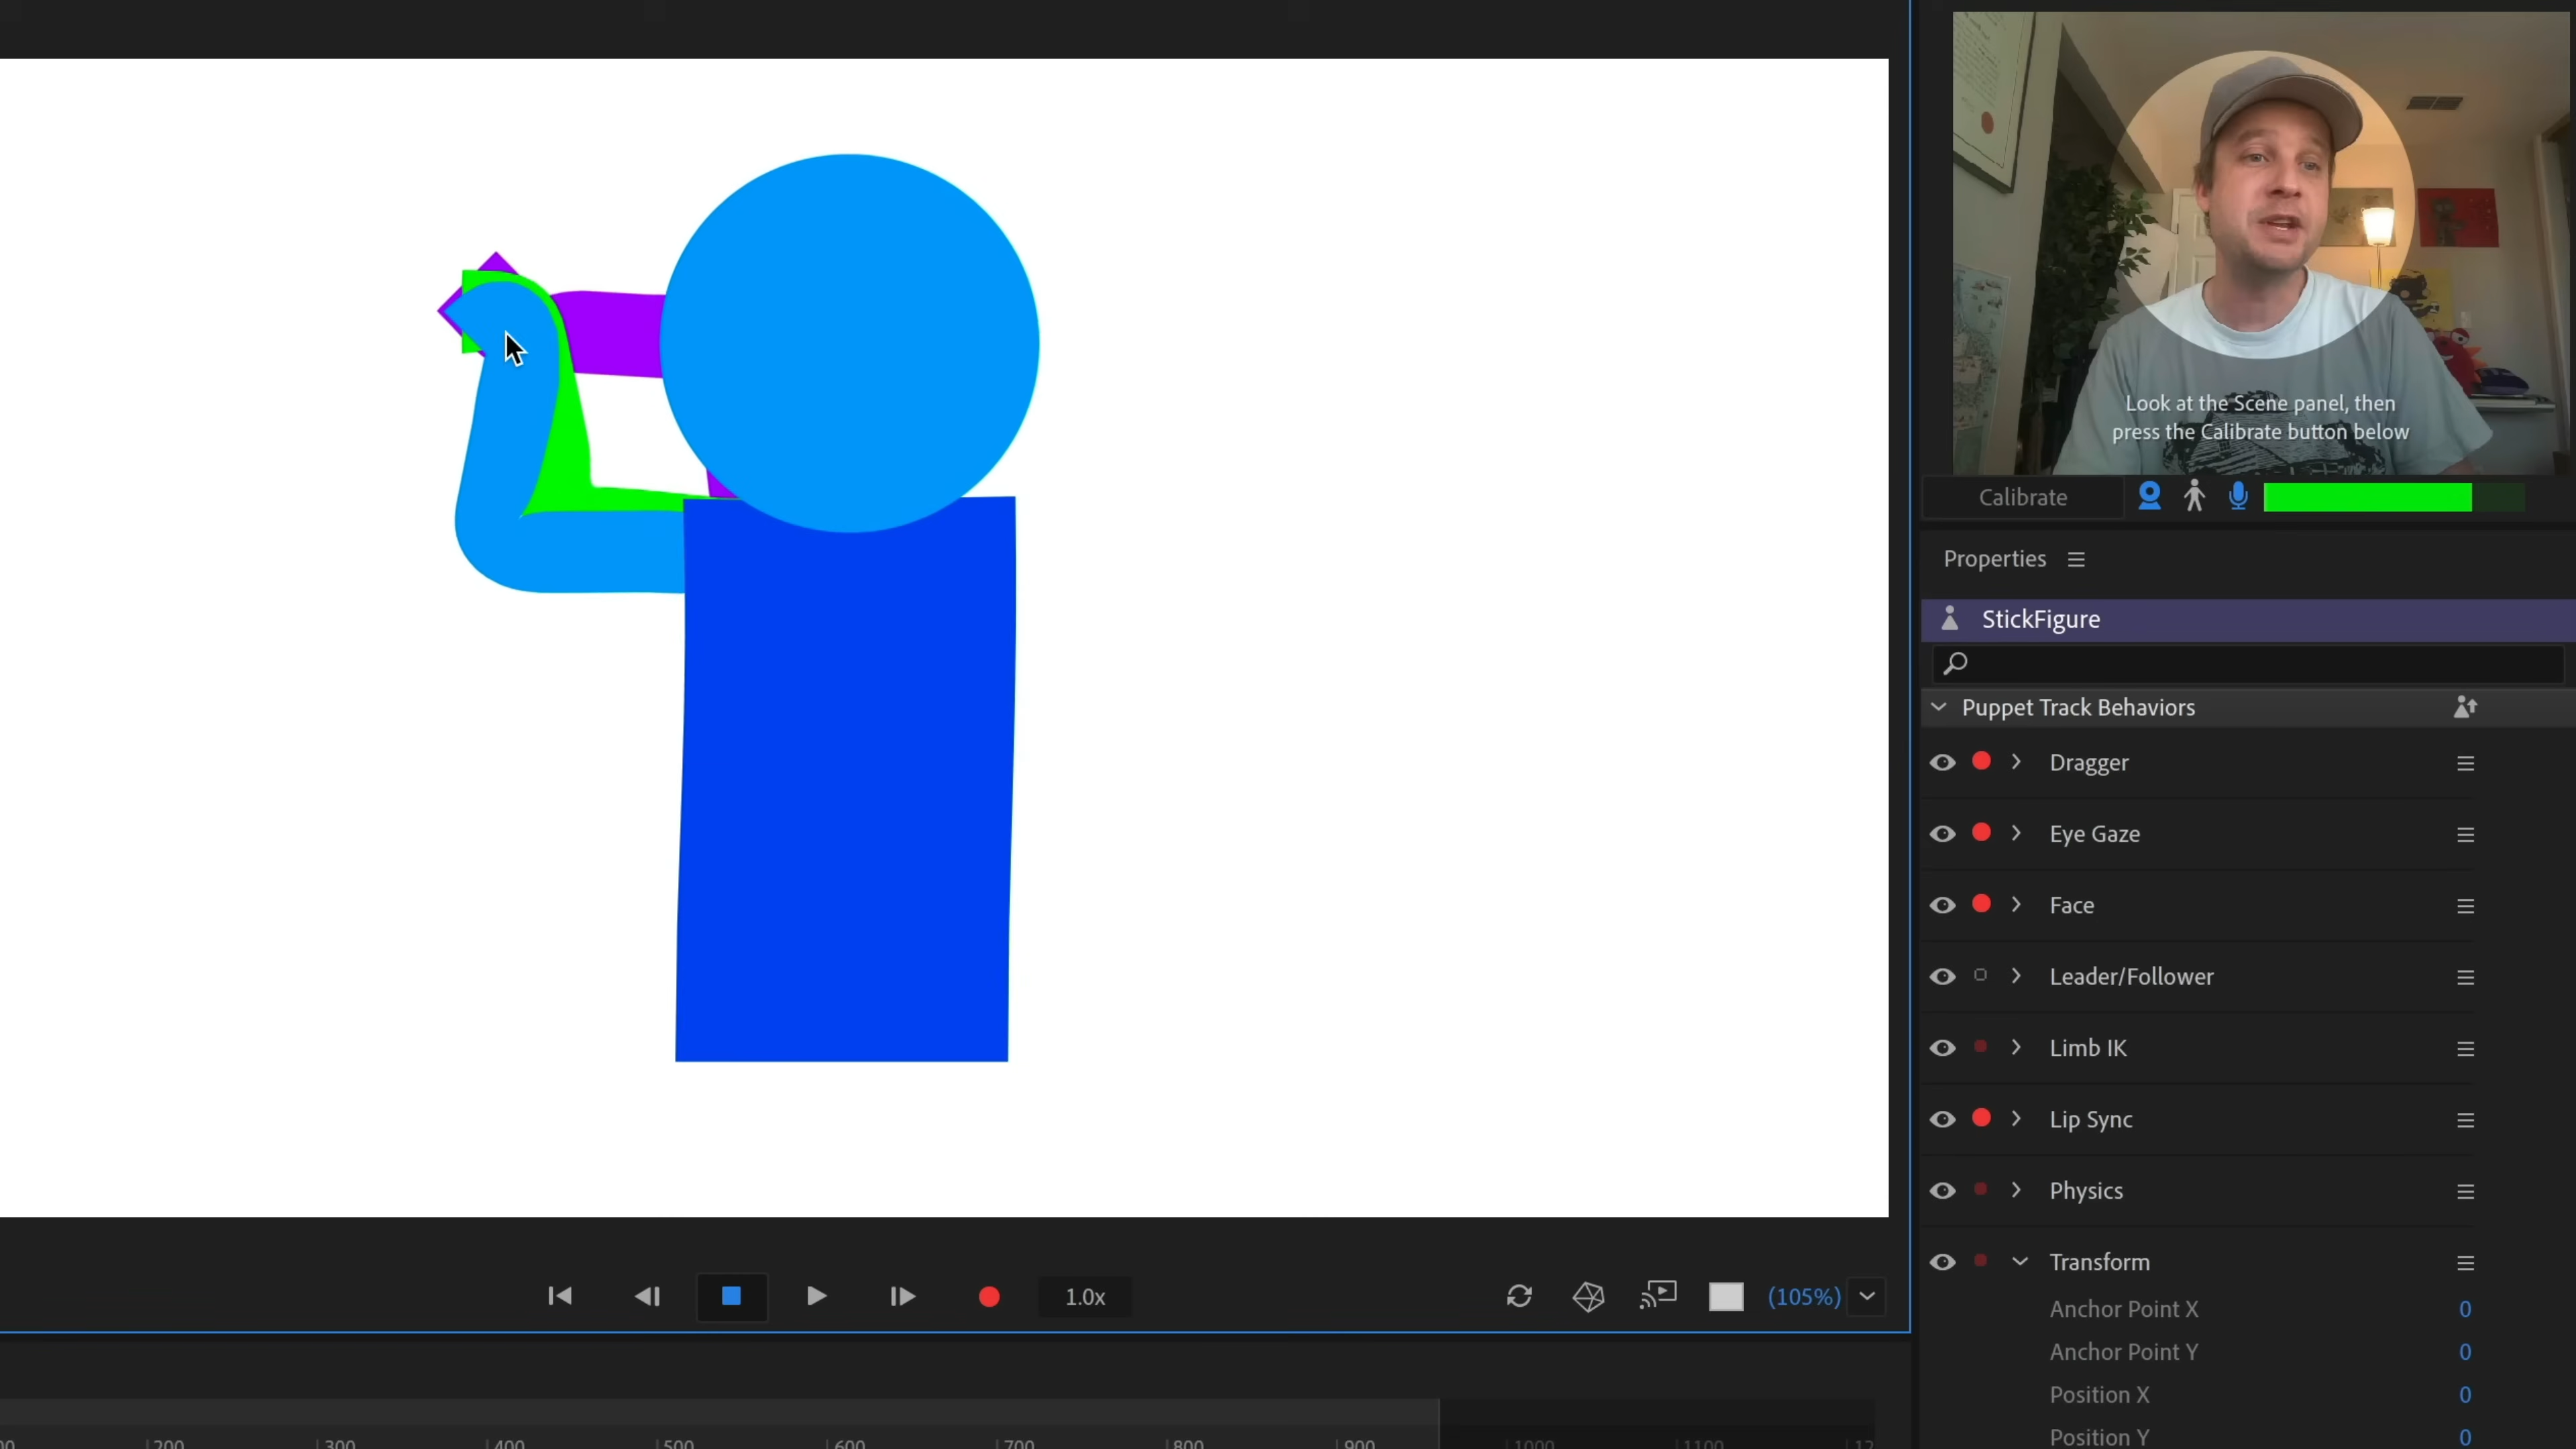 Look at the Scene panel, then
press the Calibrate button below
Calibrate
Properties
StickFigure
Puppet Track Behaviors
Dragger
Eye Gaze
Face
Leader/Follower
Limb IK
Lip Sync
Physics
Transform
Anchor Point X 0
Anchor Point Y 0
Position X 0
Position Y 0
1.0x
(105%)
200 300 400 500 600 700 800 900 1000 1100